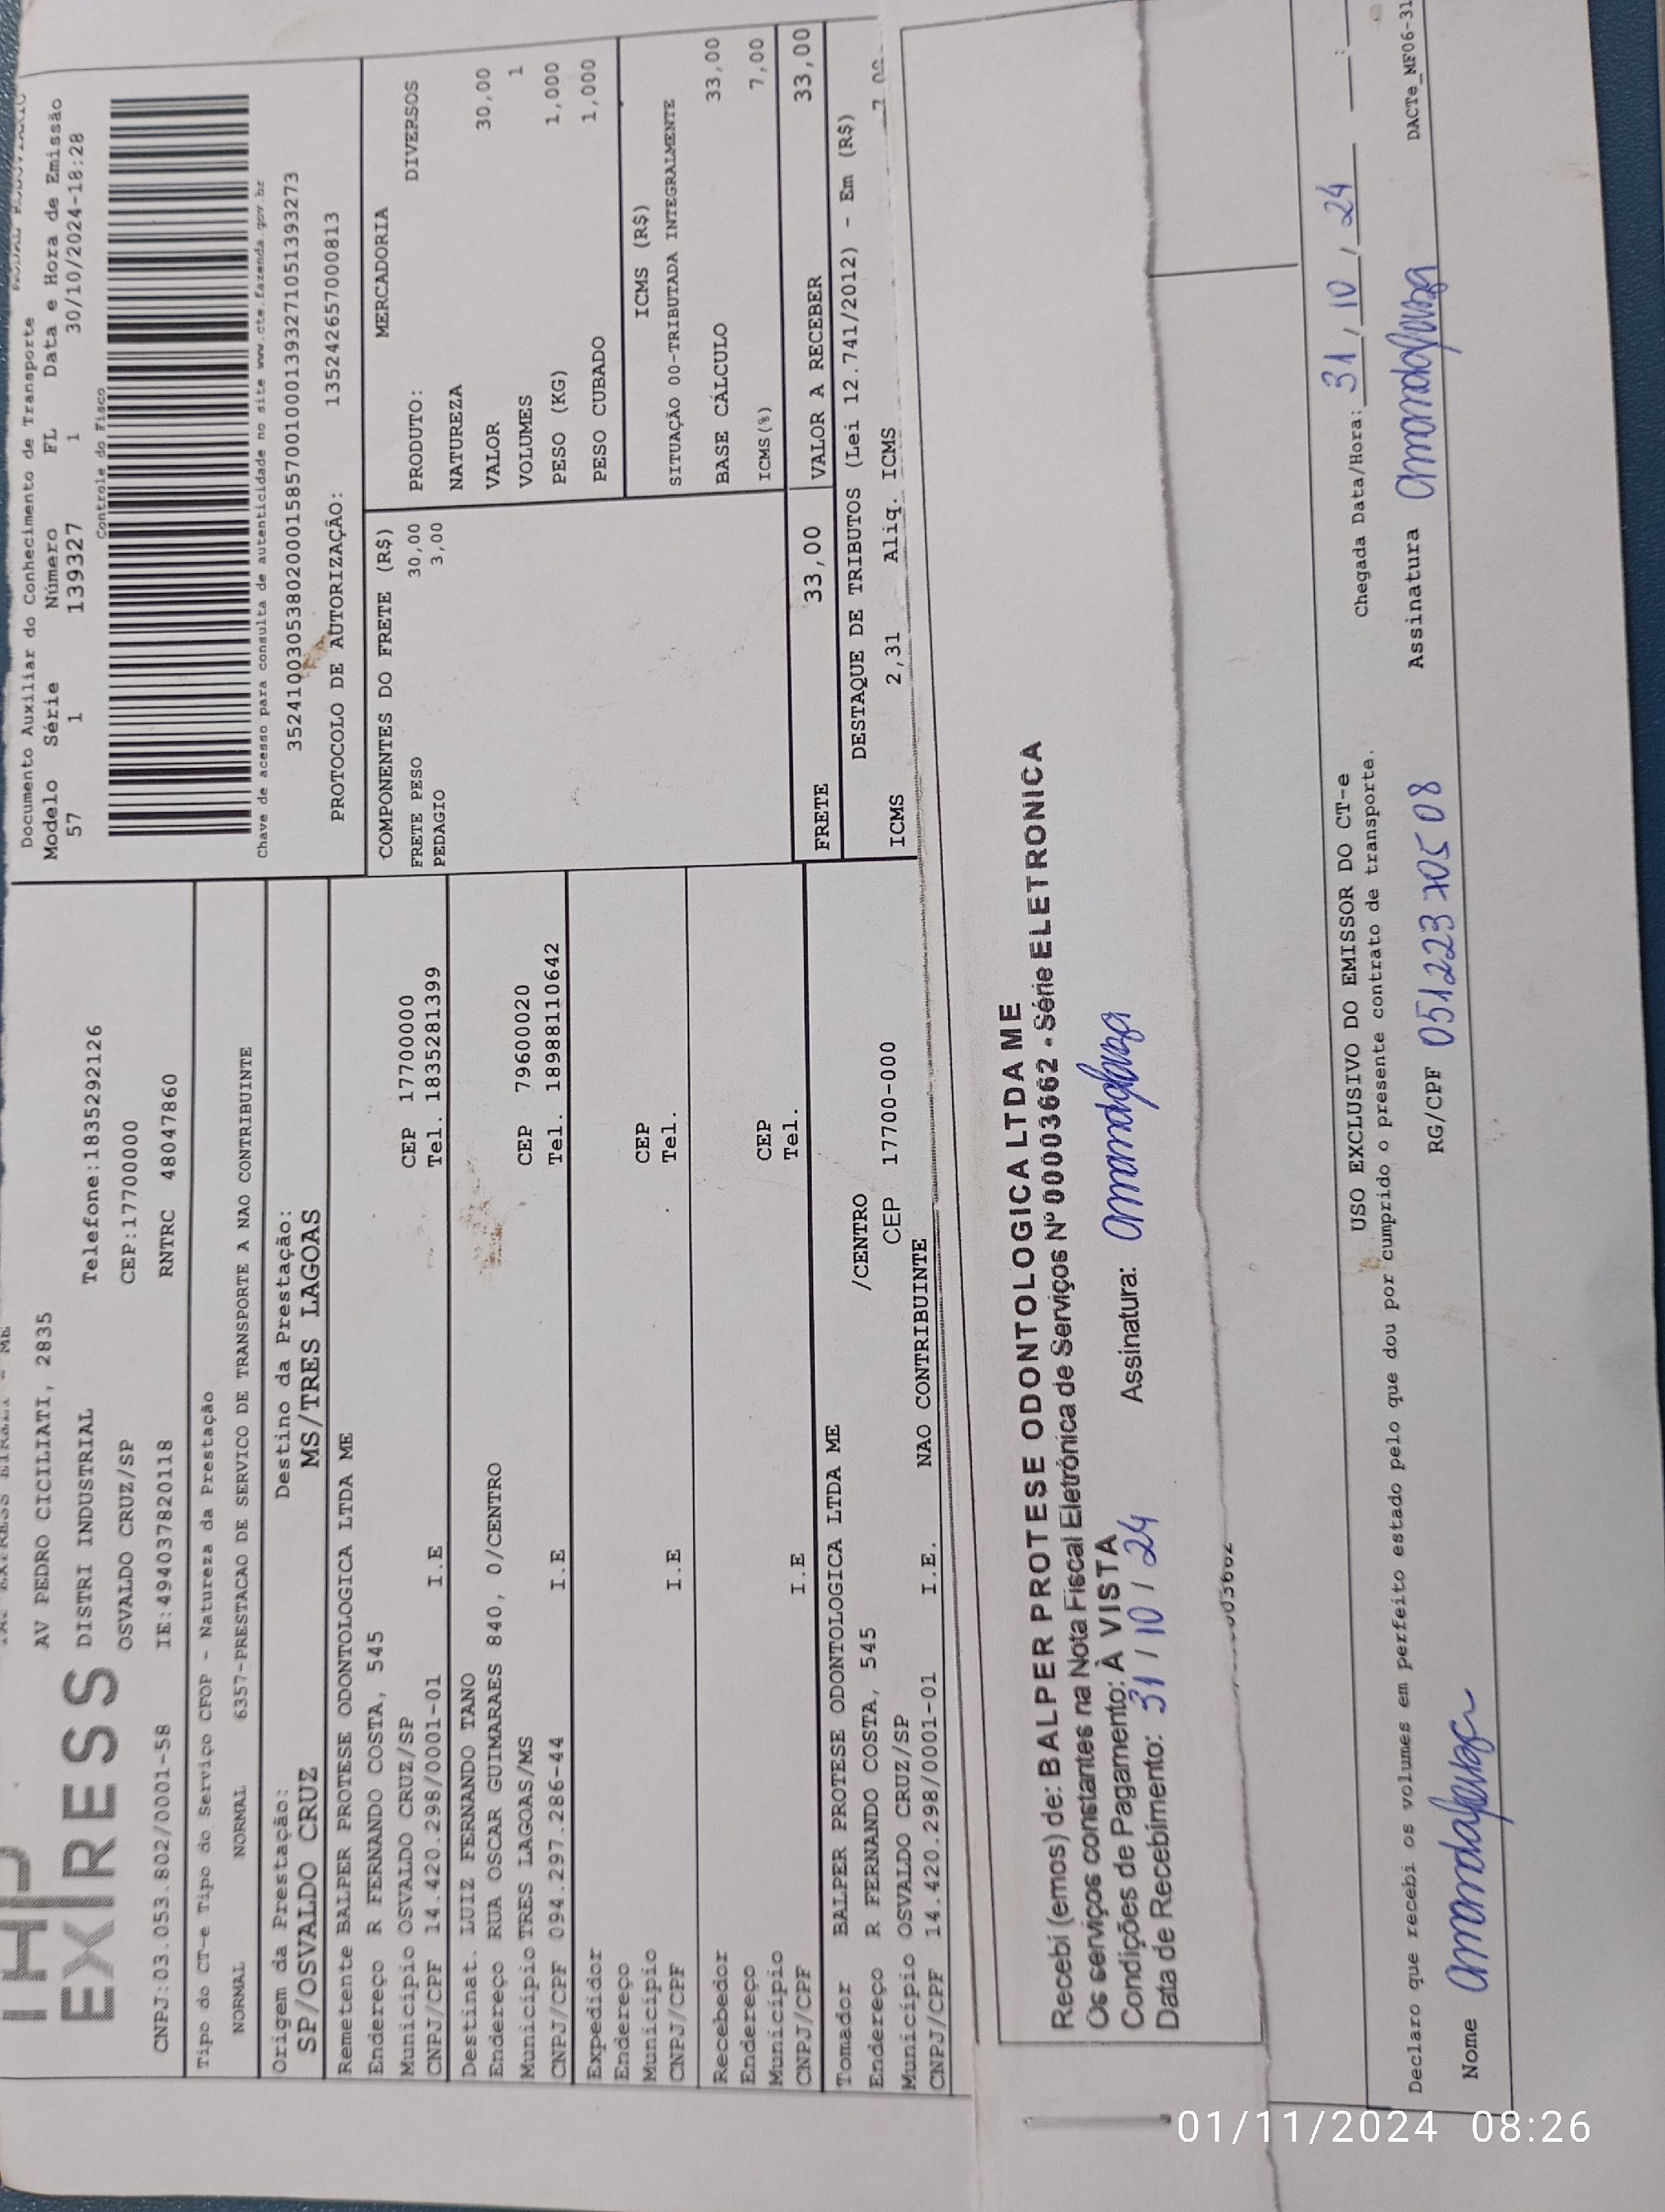 EXPRESS
AV PEDRO CICILIATI, 2835
DISTRI INDUSTRIAL Telefone:1835292126
OSVALDO CRUZ/SP CEP:17700000
CNPJ:03.053.802/0001-58 IE:494037820118 RNTRC 48047860
Documento Auxiliar do Conhecimento de Transporte
Modelo Série Número FL Data e Hora de Emissão
57 1 139327 1 30/10/2024-18:28
Controle do Fisco
Chave de acesso para consulta de autenticidade no site www.cte.fazenda.gov.br
35241003053802000158570010001393271051393273
PROTOCOLO DE AUTORIZAÇÃO: 135242657000813
Tipo do CT-e Tipo do Serviço CFOP - Natureza da Prestação
NORMAL NORMAL 6357-PRESTACAO DE SERVICO DE TRANSPORTE A NAO CONTRIBUINTE
Origem da Prestação: Destino da Prestação:
SP/OSVALDO CRUZ MS/TRES LAGOAS
Remetente BALPER PROTESE ODONTOLOGICA LTDA ME
Endereço R FERNANDO COSTA, 545
Município OSVALDO CRUZ/SP CEP 17700000
CNPJ/CPF 14.420.298/0001-01 I.E Tel. 1835281399
Destinat. LUIZ FERNANDO TANO
Endereço RUA OSCAR GUIMARAES 840, 0/CENTRO
Município TRES LAGOAS/MS CEP 79600020
CNPJ/CPF 094.297.286-44 I.E Tel. 18988110642
Expedidor
Endereço
Município CEP
CNPJ/CPF I.E Tel.
Recebedor
Endereço
Município CEP
CNPJ/CPF I.E Tel.
Tomador BALPER PROTESE ODONTOLOGICA LTDA ME
Endereço R FERNANDO COSTA, 545 /CENTRO
Município OSVALDO CRUZ/SP CEP 17700-000
CNPJ/CPF 14.420.298/0001-01 I.E. NAO CONTRIBUINTE
COMPONENTES DO FRETE (R$)
FRETE PESO 30,00
PEDAGIO 3,00
MERCADORIA
PRODUTO: DIVERSOS
NATUREZA
VALOR 30,00
VOLUMES 1
PESO (KG) 1,000
PESO CUBADO 1,000
ICMS (R$)
SITUAÇÃO 00-TRIBUTADA INTEGRALMENTE
BASE CÁLCULO 33,00
ICMS(%) 7,00
FRETE 33,00 VALOR A RECEBER 33,00
DESTAQUE DE TRIBUTOS (Lei 12.741/2012) - Em (R$)
ICMS 2,31 Aliq. ICMS 7,00
Recebi (emos) de: BALPER PROTESE ODONTOLOGICA LTDA ME
Os serviços constantes na Nota Fiscal Eletrônica de Serviços Nº 00003662 - Série ELETRONICA
Condições de Pagamento: À VISTA
Data de Recebimento: 31/10/24 Assinatura:
USO EXCLUSIVO DO EMISSOR DO CT-e
Chegada Data/Hora: 31/10/24 :
Declaro que recebi os volumes em perfeito estado pelo que dou por cumprido o presente contrato de transporte.
Nome RG/CPF 05122370508 Assinatura
DACTe_MF06-31
01/11/2024 08:26